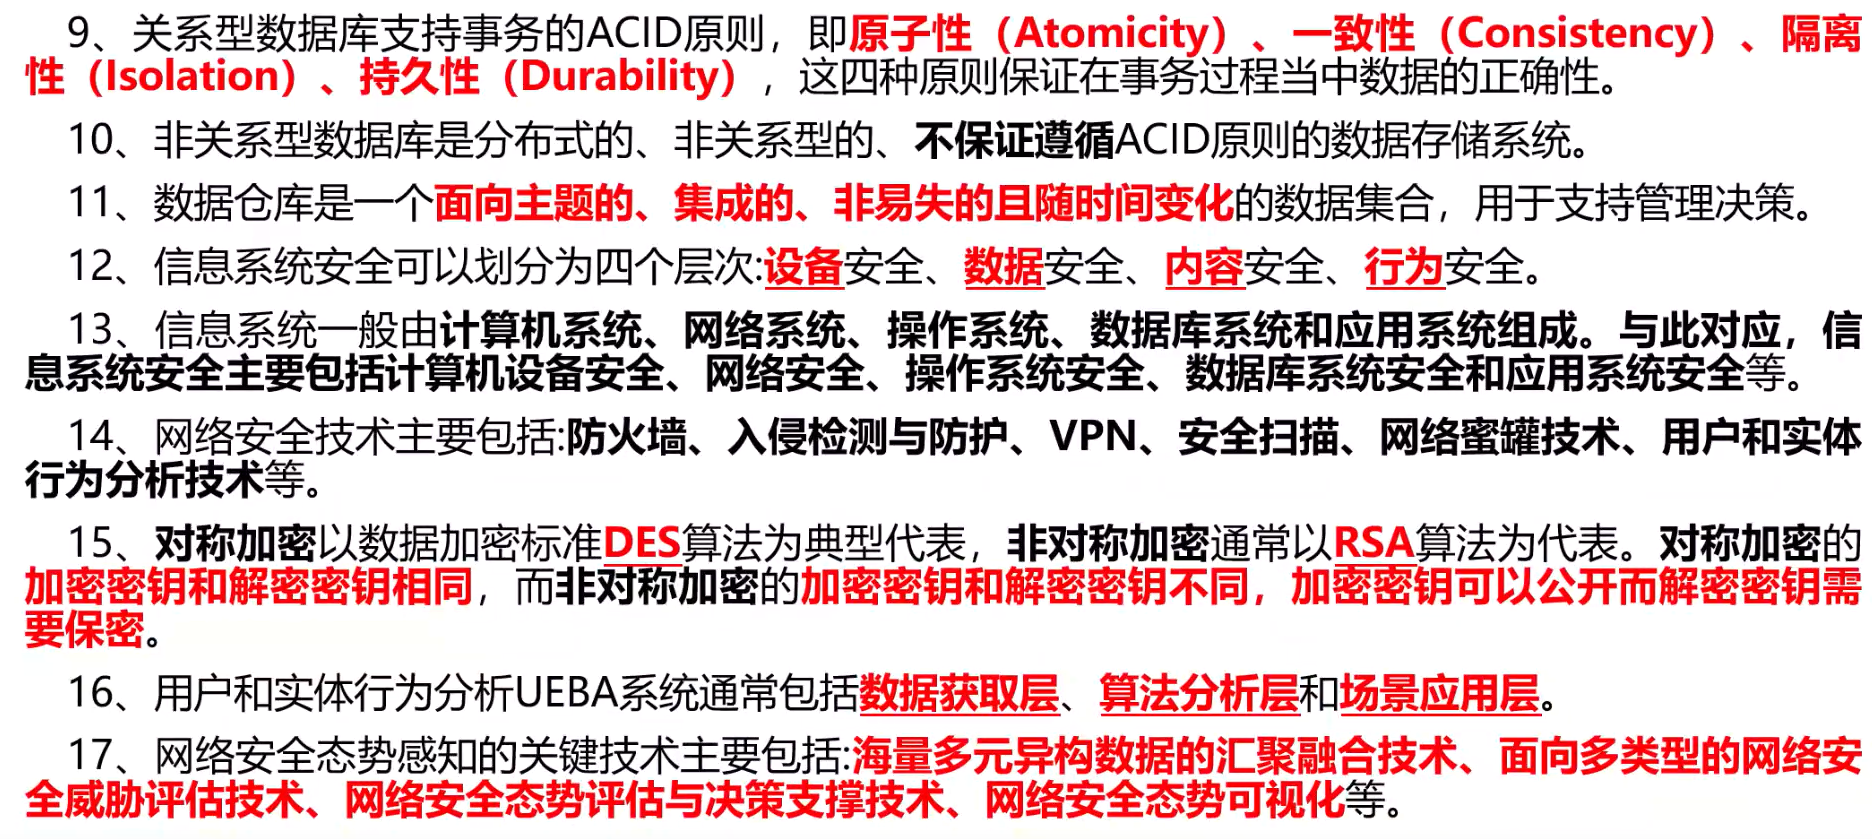 9、关系型数据库支持事务的ACID原则，即原子性（Atomicity）、一致性（Consistency）、隔离
性（Isolation）、持久性（Durability），这四种原则保证在事务过程当中数据的正确性。
10、非关系型数据库是分布式的、非关系型的、不保证遵循ACID原则的数据存储系统。
11、数据仓库是一个面向主题的、集成的、非易失的且随时间变化的数据集合，用于支持管理决策。
12、信息系统安全可以划分为四个层次:设备安全、数据安全、内容安全、行为安全。
13、信息系统一般由计算机系统、网络系统、操作系统、数据库系统和应用系统组成。与此对应，信
息系统安全主要包括计算机设备安全、网络安全、操作系统安全、数据库系统安全和应用系统安全等。
14、网络安全技术主要包括:防火墙、入侵检测与防护、VPN、安全扫描、网络蜜罐技术、用户和实体
行为分析技术等。
15、对称加密以数据加密标准DES算法为典型代表，非对称加密通常以RSA算法为代表。对称加密的
加密密钥和解密密钥相同，而非对称加密的加密密钥和解密密钥不同，加密密钥可以公开而解密密钥需
要保密。
16、用户和实体行为分析UEBA系统通常包括数据获取层、算法分析层和场景应用层。
17、网络安全态势感知的关键技术主要包括:海量多元异构数据的汇聚融合技术、面向多类型的网络安
全威胁评估技术、网络安全态势评估与决策支撑技术、网络安全态势可视化等。